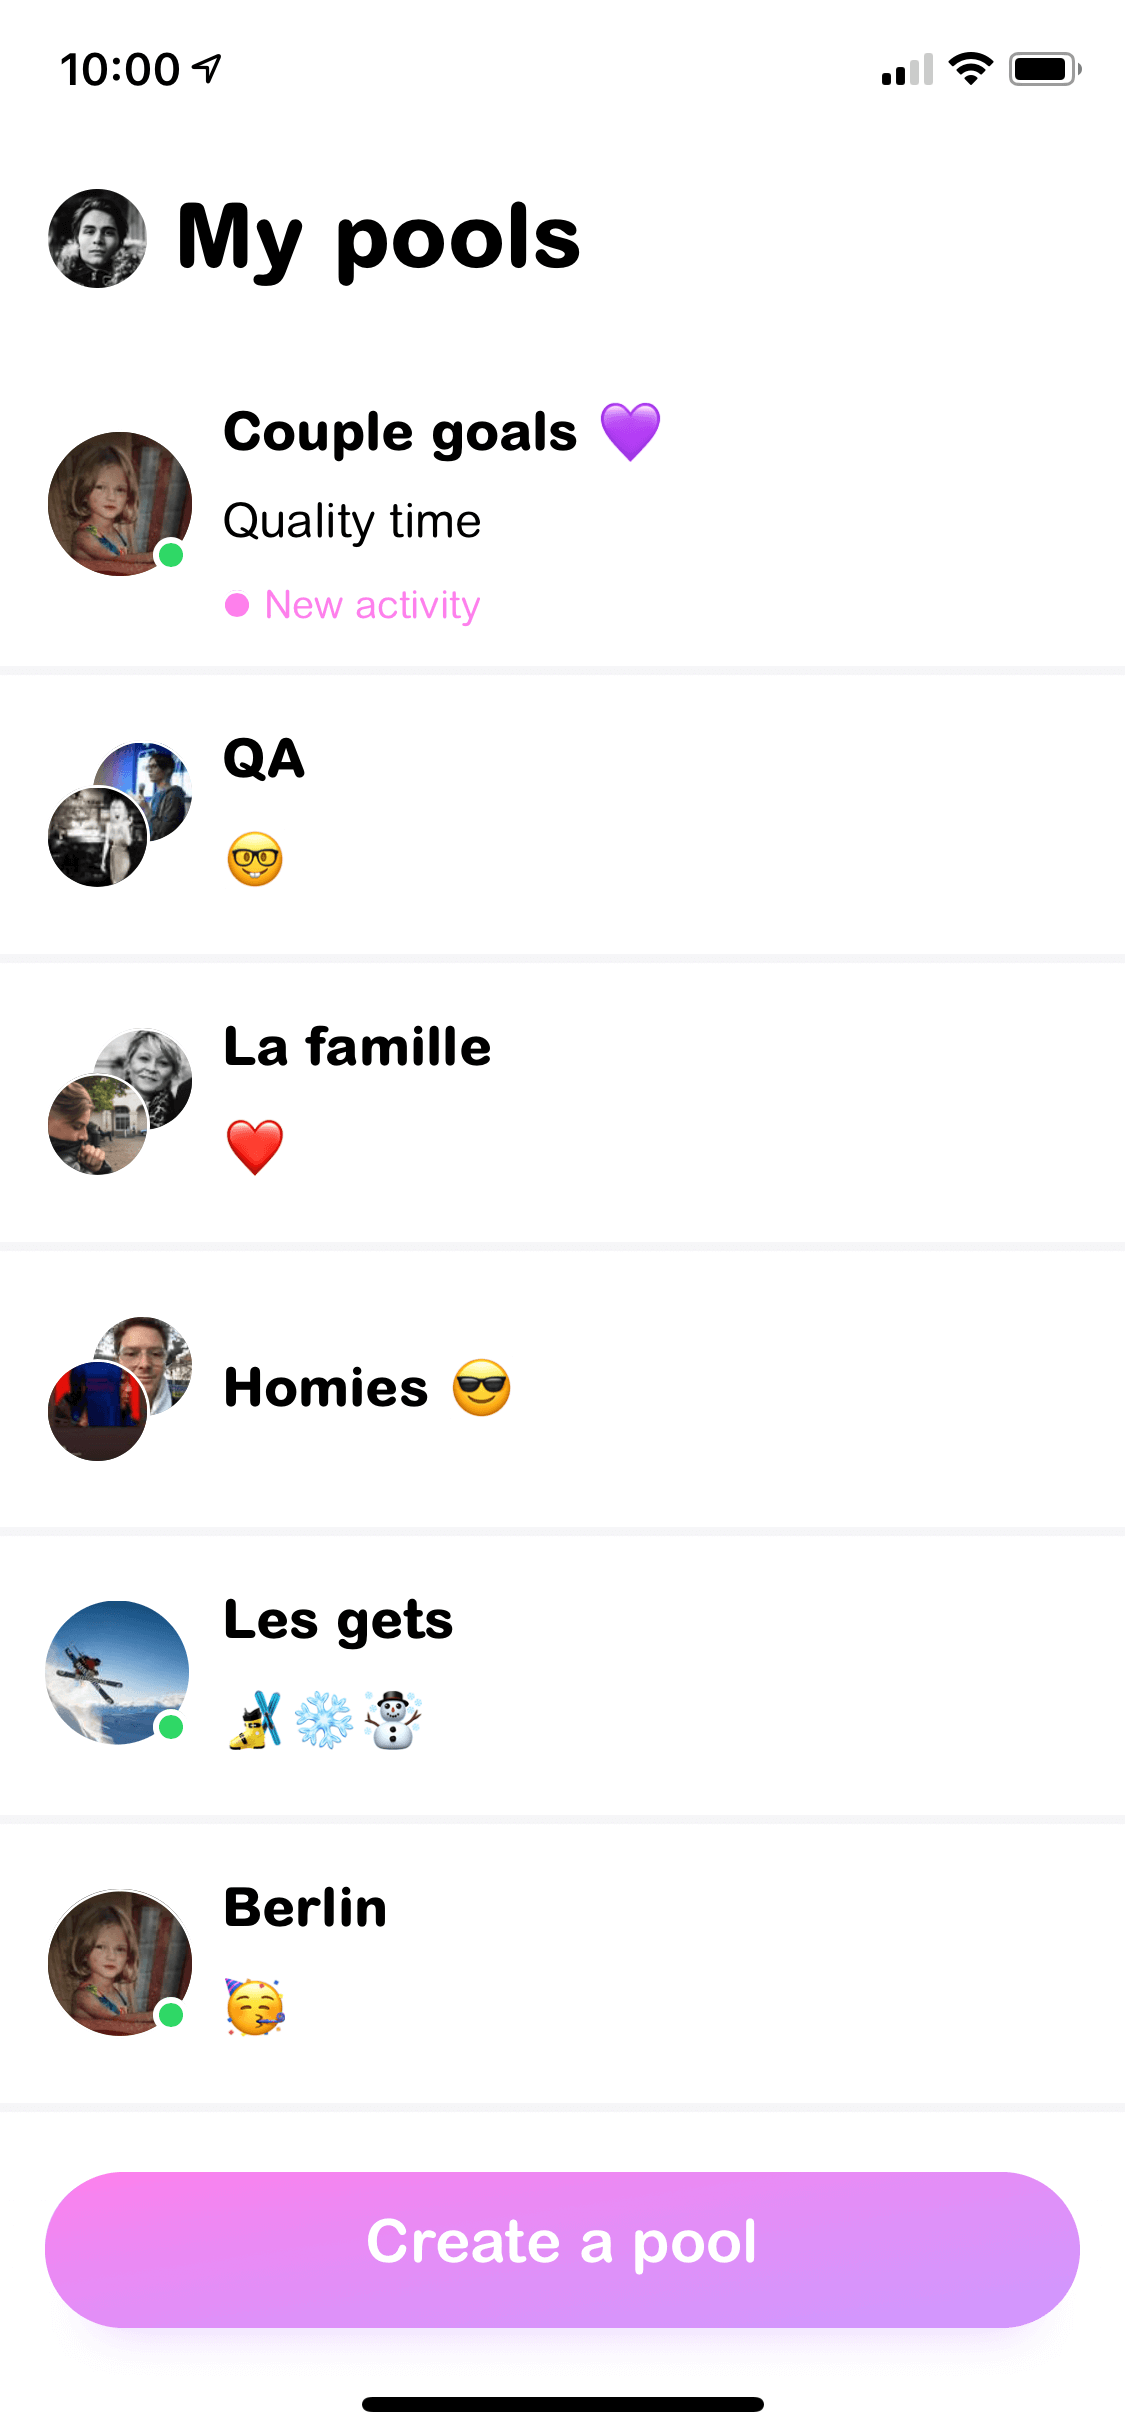 10:00
My pools
Couple goals 💜
Quality time
New activity
QA
🤓
La famille
❤️
Homies 😎
Les gets
🎿❄️☃️
Berlin
🥳
Create a pool